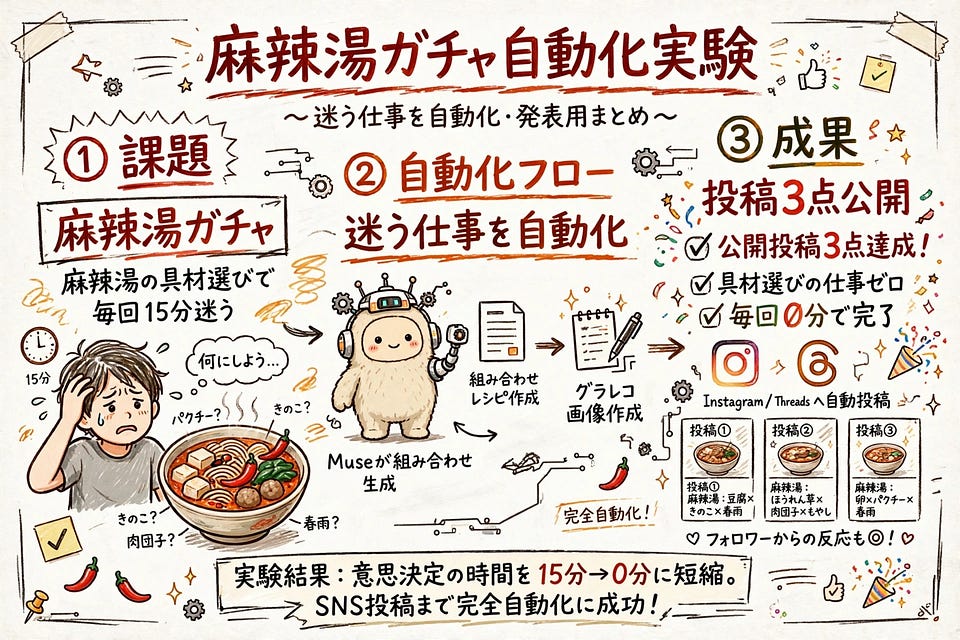 麻辣湯ガチャ自動化実験
～迷う仕事を自動化・発表用まとめ～
① 課題
麻辣湯ガチャ
麻辣湯の具材選びで
毎回15分迷う
15分
何にしよう…
パクチー?
きのこ?
きのこ?
肉団子?
春雨?
② 自動化フロー
迷う仕事を自動化
Museが組み合わせ
生成
組み合わせ
レシピ作成
グラレコ
画像作成
完全自動化!
③ 成果
投稿3点公開
公開投稿3点達成!
具材選びの仕事ゼロ
毎回0分で完了
Instagram / Threads へ自動投稿
投稿①
投稿①
麻辣湯:豆腐×
きのこ×春雨
投稿②
麻辣湯:
ほうれん草×
肉団子×もやし
投稿③
麻辣湯:
卵×パクチー×
春雨
♡ フォロワーからの反応も◎! ♡
実験結果:意思決定の時間を15分→0分に短縮。
SNS投稿まで完全自動化に成功!